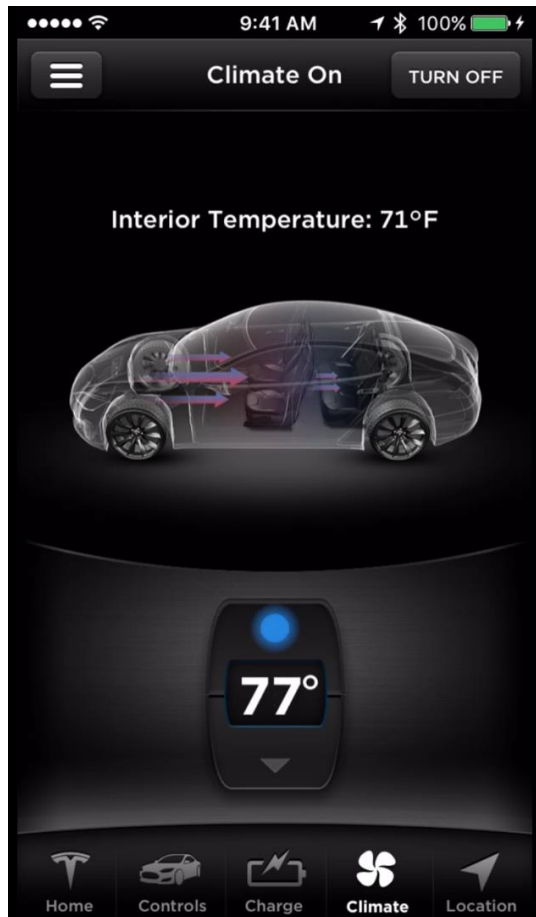 9:41 AM
100%
Climate On
TURN OFF
Interior Temperature: 71°F
77°
Home
Controls
Charge
Climate
Location